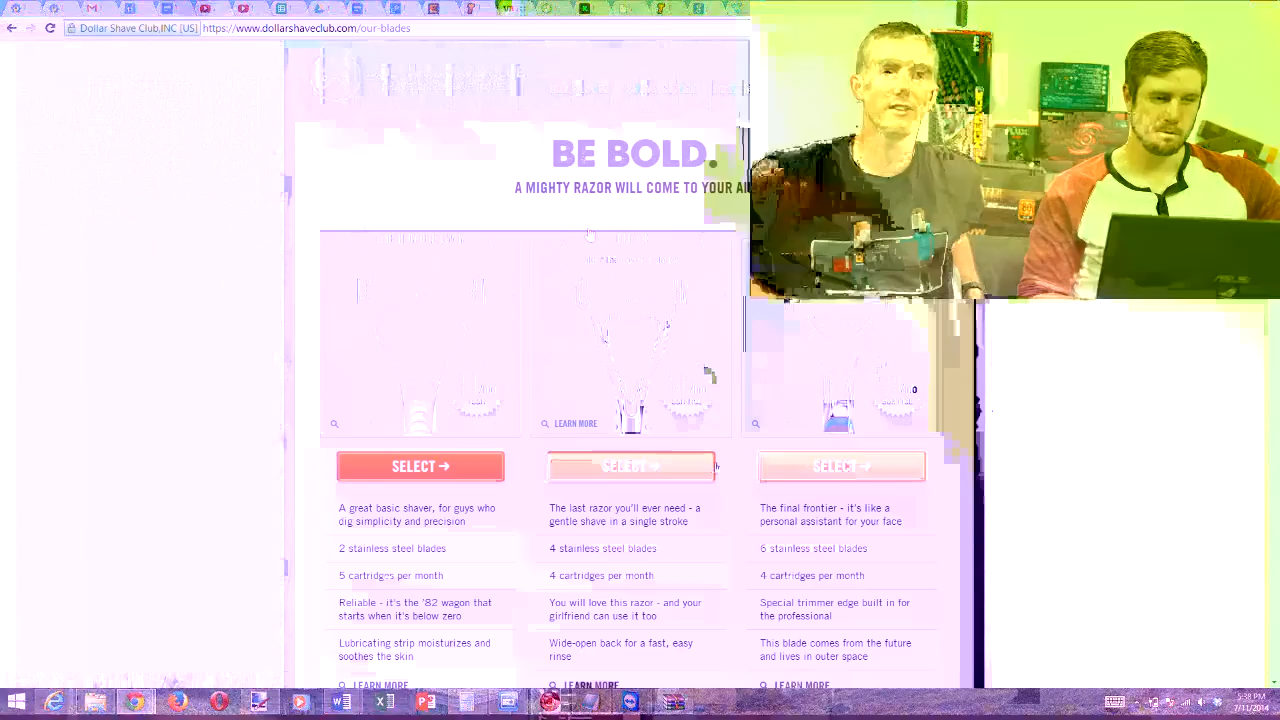 Dollar Shave Club,INC [US] https://www.dollarshaveclub.com/our-blades
BE BOLD.
A MIGHTY RAZOR WILL COME TO YOUR
LEARN MORE
SELECT → SELECT → SELECT →
A great basic shaver, for guys who
dig simplicity and precision
2 stainless steel blades
5 cartridges per month
Reliable - it's the '82 wagon that
starts when it's below zero
Lubricating strip moisturizes and
soothes the skin
LEARN MORE
The last razor you'll ever need - a
gentle shave in a single stroke
4 stainless steel blades
4 cartridges per month
You will love this razor - and your
girlfriend can use it too
Wide-open back for a fast, easy
rinse
LEARN MORE
The final frontier - it's like a
personal assistant for your face
6 stainless steel blades
4 cartridges per month
Special trimmer edge built in for
the professional
This blade comes from the future
and lives in outer space
LEARN MORE
5:38 PM
7/11/2014